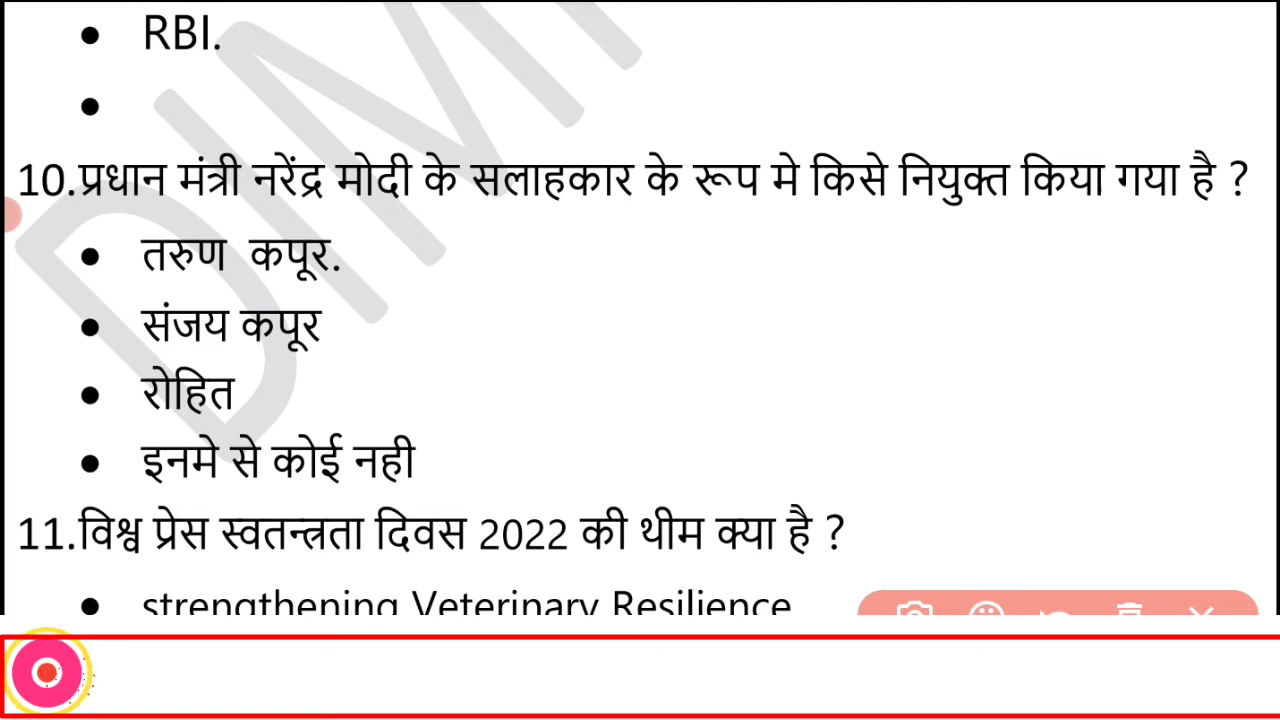 • RBI.
•
10.प्रधान मंत्री नरेंद्र मोदी के सलाहकार के रूप मे किसे नियुक्त किया गया है ?
• तरुण कपूर.
• संजय कपूर
• रोहित
• इनमे से कोई नही
11.विश्व प्रेस स्वतन्त्रता दिवस 2022 की थीम क्या है ?
• strengthening Veterinary Resilience